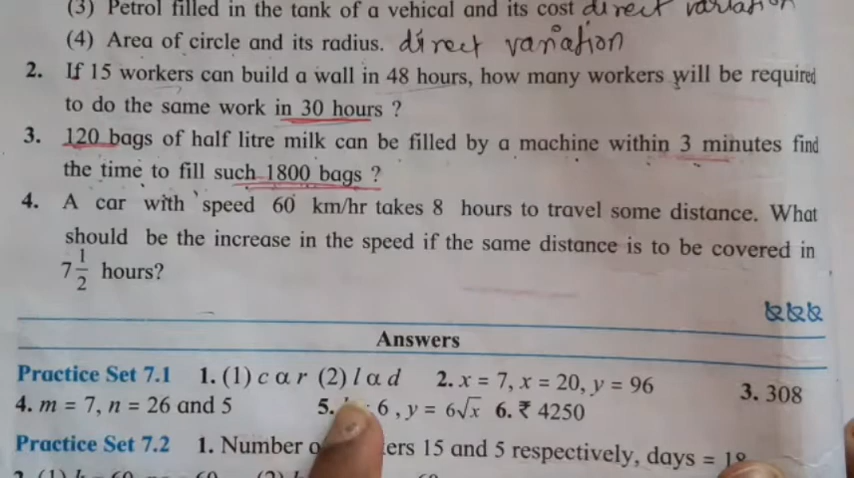 (3) Petrol filled in the tank of a vehical and its cost direct variation
(4) Area of circle and its radius. direct variation
2. If 15 workers can build a wall in 48 hours, how many workers will be required
to do the same work in 30 hours ?
3. 120 bags of half litre milk can be filled by a machine within 3 minutes find
the time to fill such 1800 bags ?
4. A car with speed 60 km/hr takes 8 hours to travel some distance. What
should be the increase in the speed if the same distance is to be covered in
7 1/2 hours?
Answers
Practice Set 7.1 1. (1) c α r (2) l α d 2. x = 7, x = 20, y = 96 3. 308
4. m = 7, n = 26 and 5 5. 6 , y = 6√x 6. ₹ 4250
Practice Set 7.2 1. Number 15 and 5 respectively, days =